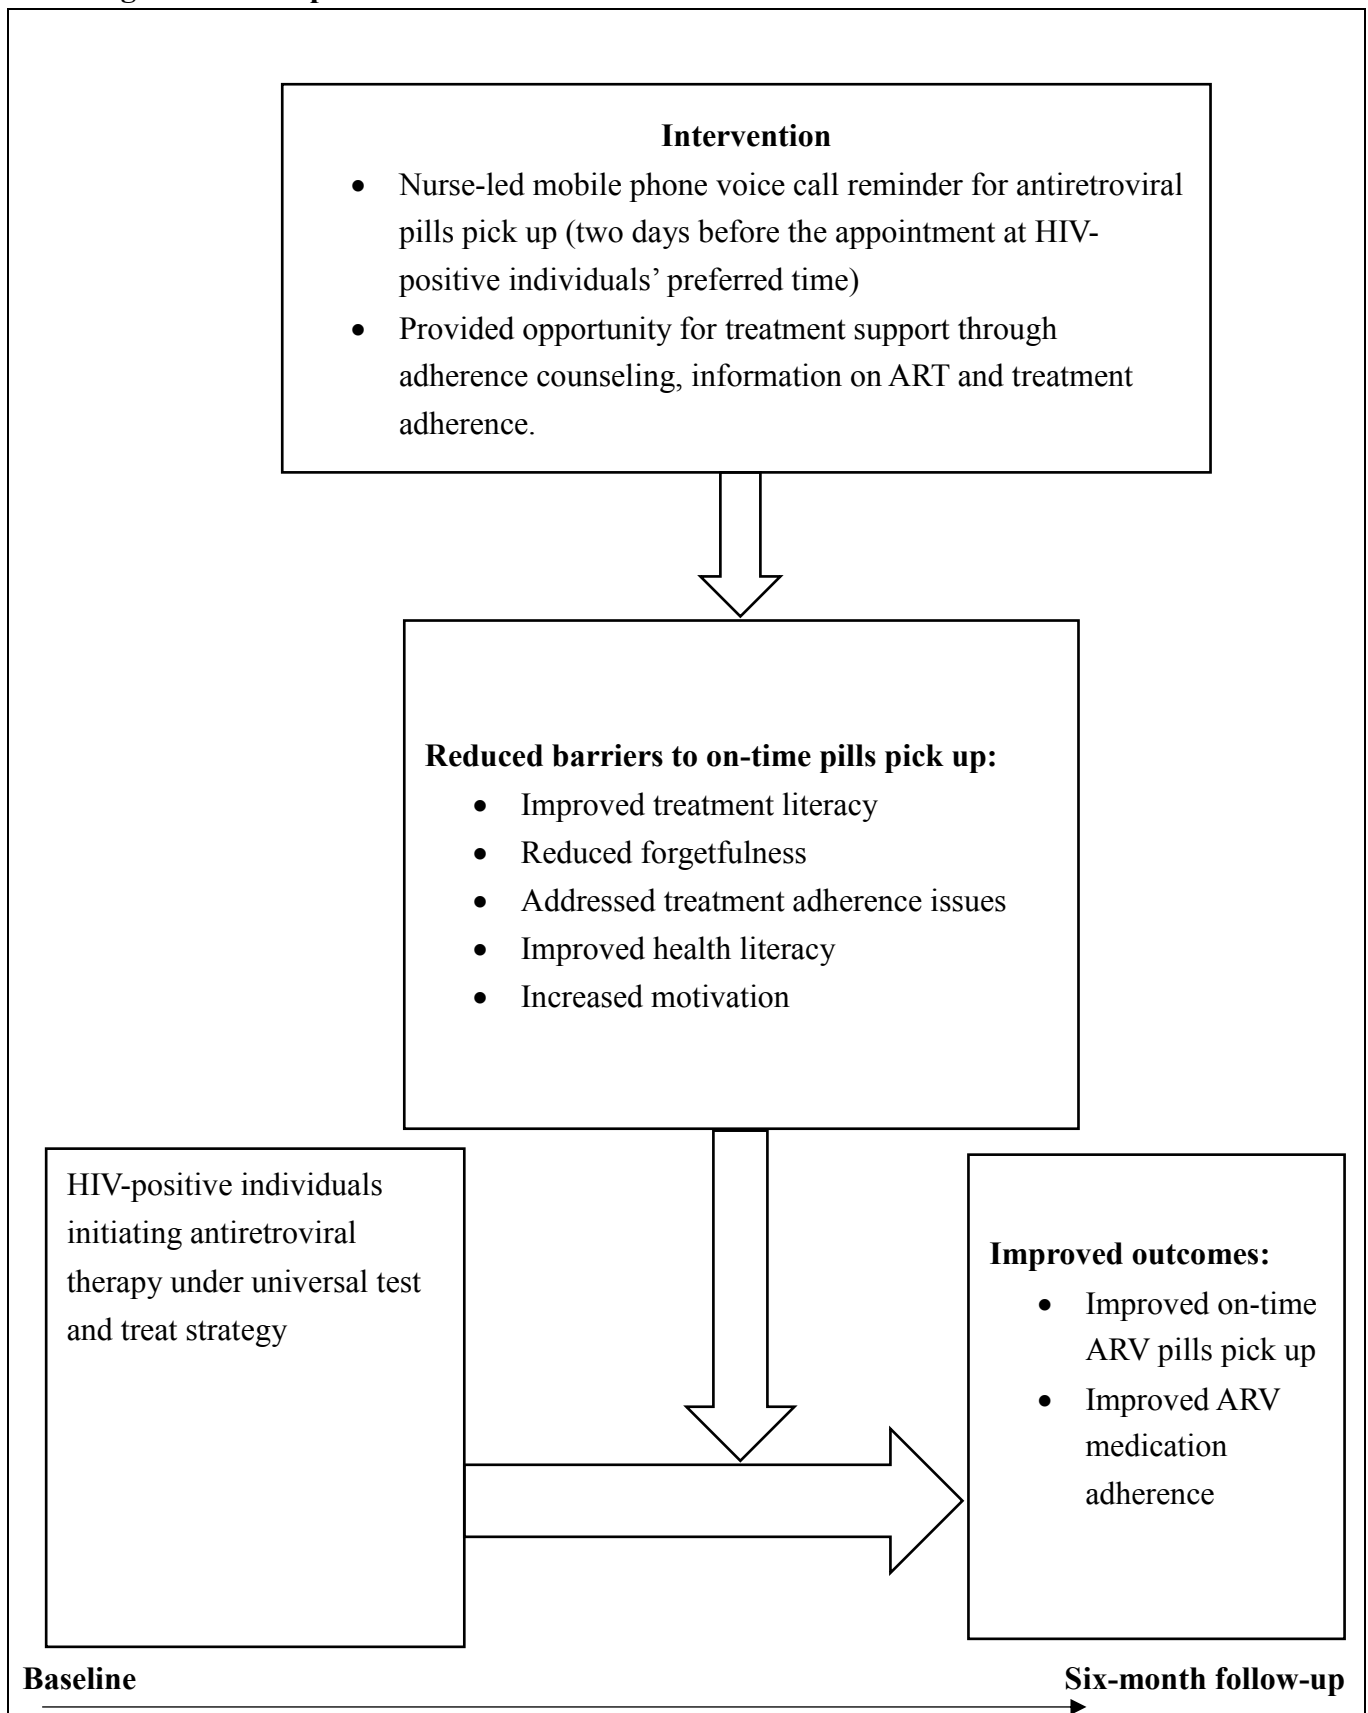 Intervention
• Nurse-led mobile phone voice call reminder for antiretroviral
pills pick up (two days before the appointment at HIV-
positive individuals’ preferred time)
• Provided opportunity for treatment support through
adherence counseling, information on ART and treatment
adherence.
Reduced barriers to on-time pills pick up:
• Improved treatment literacy
• Reduced forgetfulness
• Addressed treatment adherence issues
• Improved health literacy
• Increased motivation
HIV-positive individuals
initiating antiretroviral
therapy under universal test
and treat strategy
Improved outcomes:
• Improved on-time
ARV pills pick up
• Improved ARV
medication
adherence
Baseline
Six-month follow-up